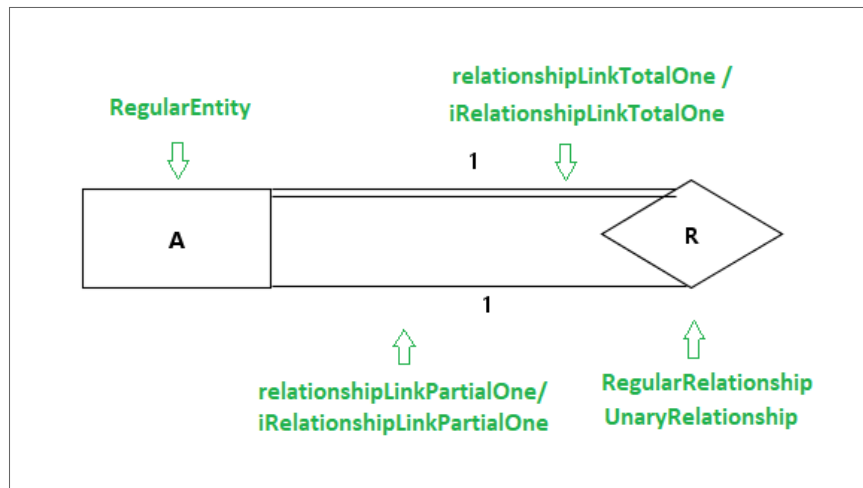 relationshipLinkTotalOne /
iRelationshipLinkTotalOne
RegularEntity
1
A
R
1
relationshipLinkPartialOne/
iRelationshipLinkPartialOne
RegularRelationship
UnaryRelationship